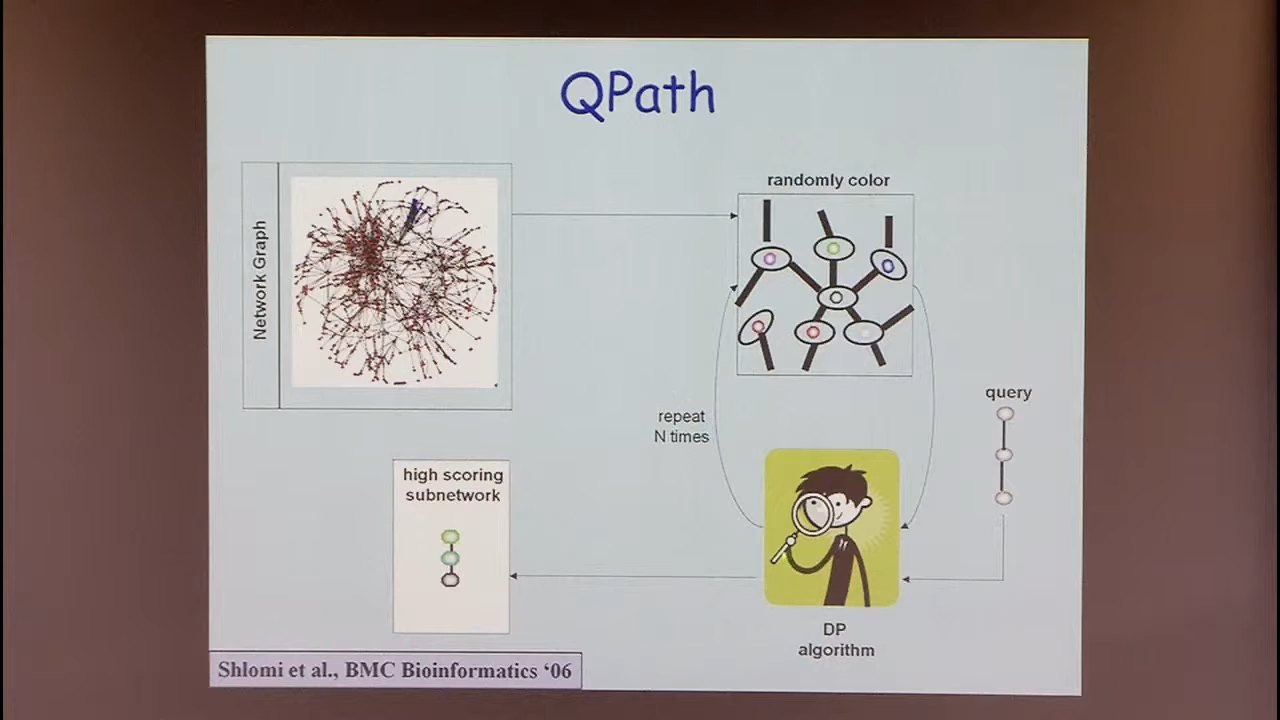 QPath
Network Graph
randomly color
repeat
N times
query
high scoring
subnetwork
DP
algorithm
Shlomi et al., BMC Bioinformatics ‘06